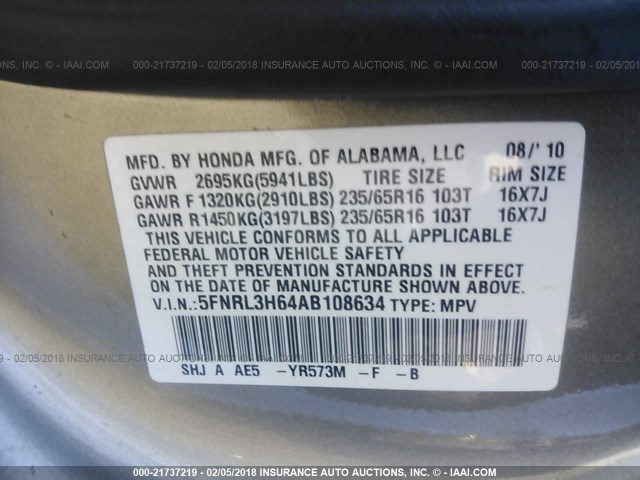 000-21737219 - 02/05/2018 INSURANCE AUTO AUCTIONS, INC. - IAAI.COM
MFD. BY HONDA MFG. OF ALABAMA, LLC 08/' 10
GVWR 2695KG(5941LBS) TIRE SIZE RIM SIZE
GAWR F 1320KG(2910LBS) 235/65R16 103T 16X7J
GAWR R1450KG(3197LBS) 235/65R16 103T 16X7J
THIS VEHICLE CONFORMS TO ALL APPLICABLE
FEDERAL MOTOR VEHICLE SAFETY
AND THEFT PREVENTION STANDARDS IN EFFECT
ON THE DATE OF MANUFACTURE SHOWN ABOVE.
V.I.N.:5FNRL3H64AB108634 TYPE: MPV
SHJ A AE5 -YR573M -F -B
000-21737219 - 02/05/2018 INSURANCE AUTO AUCTIONS, INC. - IAAI.COM